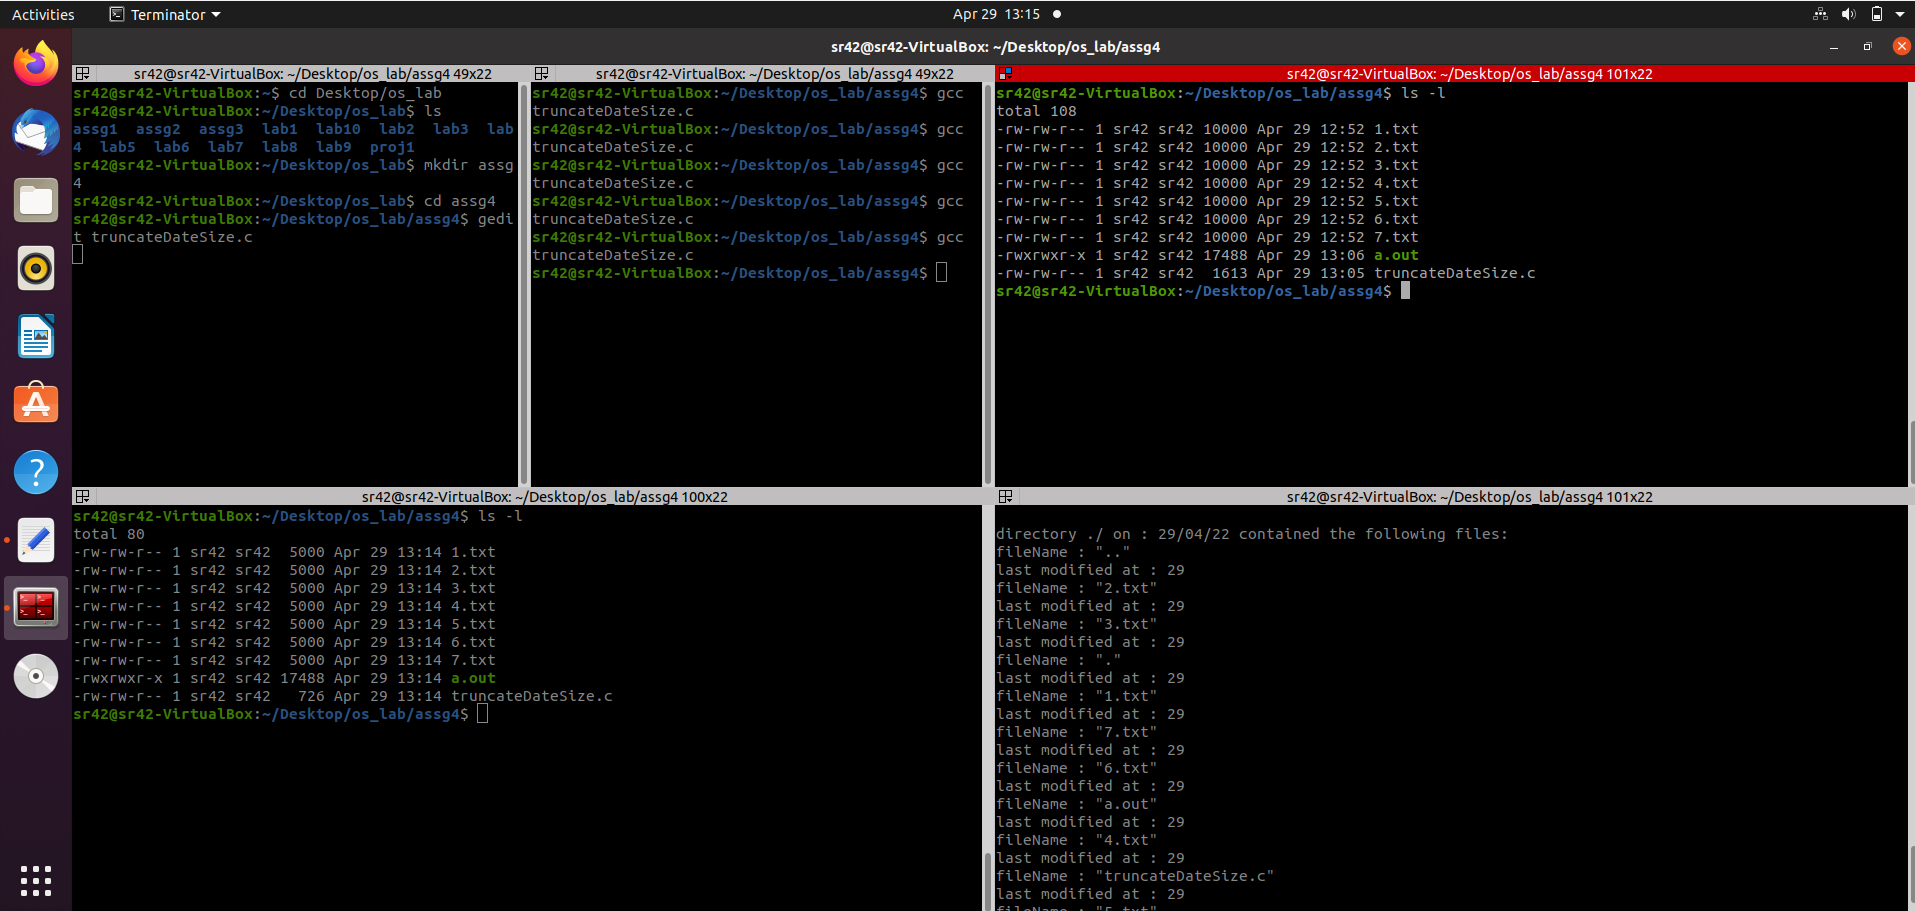 Activities
Terminator
Apr 29 13:15
sr42@sr42-VirtualBox: ~/Desktop/os_lab/assg4
sr42@sr42-VirtualBox: ~/Desktop/os_lab/assg4 49x22
sr42@sr42-VirtualBox:~$ cd Desktop/os_lab
sr42@sr42-VirtualBox:~/Desktop/os_lab$ ls
assg1  assg2  assg3  lab1  lab10  lab2  lab3  lab
4  lab5  lab6  lab7  lab8  lab9  proj1
sr42@sr42-VirtualBox:~/Desktop/os_lab$ mkdir assg
4
sr42@sr42-VirtualBox:~/Desktop/os_lab$ cd assg4
sr42@sr42-VirtualBox:~/Desktop/os_lab/assg4$ gedi
t truncateDateSize.c
sr42@sr42-VirtualBox: ~/Desktop/os_lab/assg4 49x22
sr42@sr42-VirtualBox:~/Desktop/os_lab/assg4$ gcc
truncateDateSize.c
sr42@sr42-VirtualBox:~/Desktop/os_lab/assg4$ gcc
truncateDateSize.c
sr42@sr42-VirtualBox:~/Desktop/os_lab/assg4$ gcc
truncateDateSize.c
sr42@sr42-VirtualBox:~/Desktop/os_lab/assg4$ gcc
truncateDateSize.c
sr42@sr42-VirtualBox:~/Desktop/os_lab/assg4$ gcc
truncateDateSize.c
sr42@sr42-VirtualBox:~/Desktop/os_lab/assg4$
sr42@sr42-VirtualBox: ~/Desktop/os_lab/assg4 101x22
sr42@sr42-VirtualBox:~/Desktop/os_lab/assg4$ ls -l
total 108
-rw-rw-r-- 1 sr42 sr42 10000 Apr 29 12:52 1.txt
-rw-rw-r-- 1 sr42 sr42 10000 Apr 29 12:52 2.txt
-rw-rw-r-- 1 sr42 sr42 10000 Apr 29 12:52 3.txt
-rw-rw-r-- 1 sr42 sr42 10000 Apr 29 12:52 4.txt
-rw-rw-r-- 1 sr42 sr42 10000 Apr 29 12:52 5.txt
-rw-rw-r-- 1 sr42 sr42 10000 Apr 29 12:52 6.txt
-rw-rw-r-- 1 sr42 sr42 10000 Apr 29 12:52 7.txt
-rwxrwxr-x 1 sr42 sr42 17488 Apr 29 13:06 a.out
-rw-rw-r-- 1 sr42 sr42  1613 Apr 29 13:05 truncateDateSize.c
sr42@sr42-VirtualBox:~/Desktop/os_lab/assg4$
sr42@sr42-VirtualBox: ~/Desktop/os_lab/assg4 100x22
sr42@sr42-VirtualBox:~/Desktop/os_lab/assg4$ ls -l
total 80
-rw-rw-r-- 1 sr42 sr42  5000 Apr 29 13:14 1.txt
-rw-rw-r-- 1 sr42 sr42  5000 Apr 29 13:14 2.txt
-rw-rw-r-- 1 sr42 sr42  5000 Apr 29 13:14 3.txt
-rw-rw-r-- 1 sr42 sr42  5000 Apr 29 13:14 4.txt
-rw-rw-r-- 1 sr42 sr42  5000 Apr 29 13:14 5.txt
-rw-rw-r-- 1 sr42 sr42  5000 Apr 29 13:14 6.txt
-rw-rw-r-- 1 sr42 sr42  5000 Apr 29 13:14 7.txt
-rwxrwxr-x 1 sr42 sr42 17488 Apr 29 13:14 a.out
-rw-rw-r-- 1 sr42 sr42   726 Apr 29 13:14 truncateDateSize.c
sr42@sr42-VirtualBox:~/Desktop/os_lab/assg4$
sr42@sr42-VirtualBox: ~/Desktop/os_lab/assg4 101x22
directory ./ on : 29/04/22 contained the following files:
fileName : ".."
last modified at : 29
fileName : "2.txt"
last modified at : 29
fileName : "3.txt"
last modified at : 29
fileName : "."
last modified at : 29
fileName : "1.txt"
last modified at : 29
fileName : "7.txt"
last modified at : 29
fileName : "6.txt"
last modified at : 29
fileName : "a.out"
last modified at : 29
fileName : "4.txt"
last modified at : 29
fileName : "truncateDateSize.c"
last modified at : 29
fileName : "5.txt"